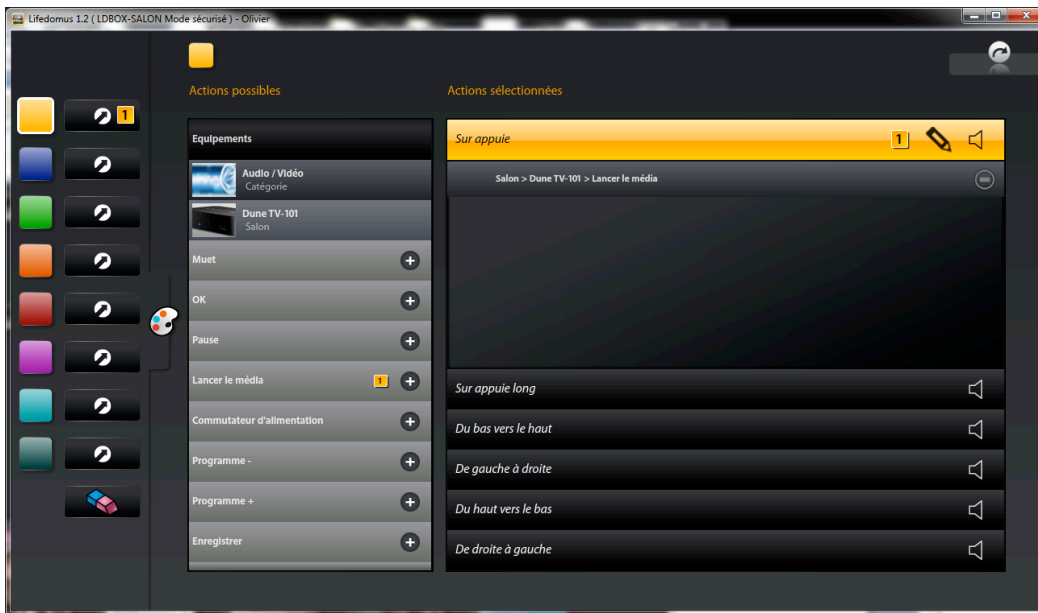 Lifedomus 1.2 ( LDBOX-SALON Mode sécurisé ) - Olivier
Actions possibles
Actions sélectionnées
1
Equipements
Audio / Vidéo
Catégorie
Dune TV-101
Salon
Muet
OK
Pause
Lancer le média 1
Commutateur d'alimentation
Programme -
Programme +
Enregistrer
Sur appuie 1
Salon > Dune TV-101 > Lancer le média
Sur appuie long
Du bas vers le haut
De gauche à droite
Du haut vers le bas
De droite à gauche